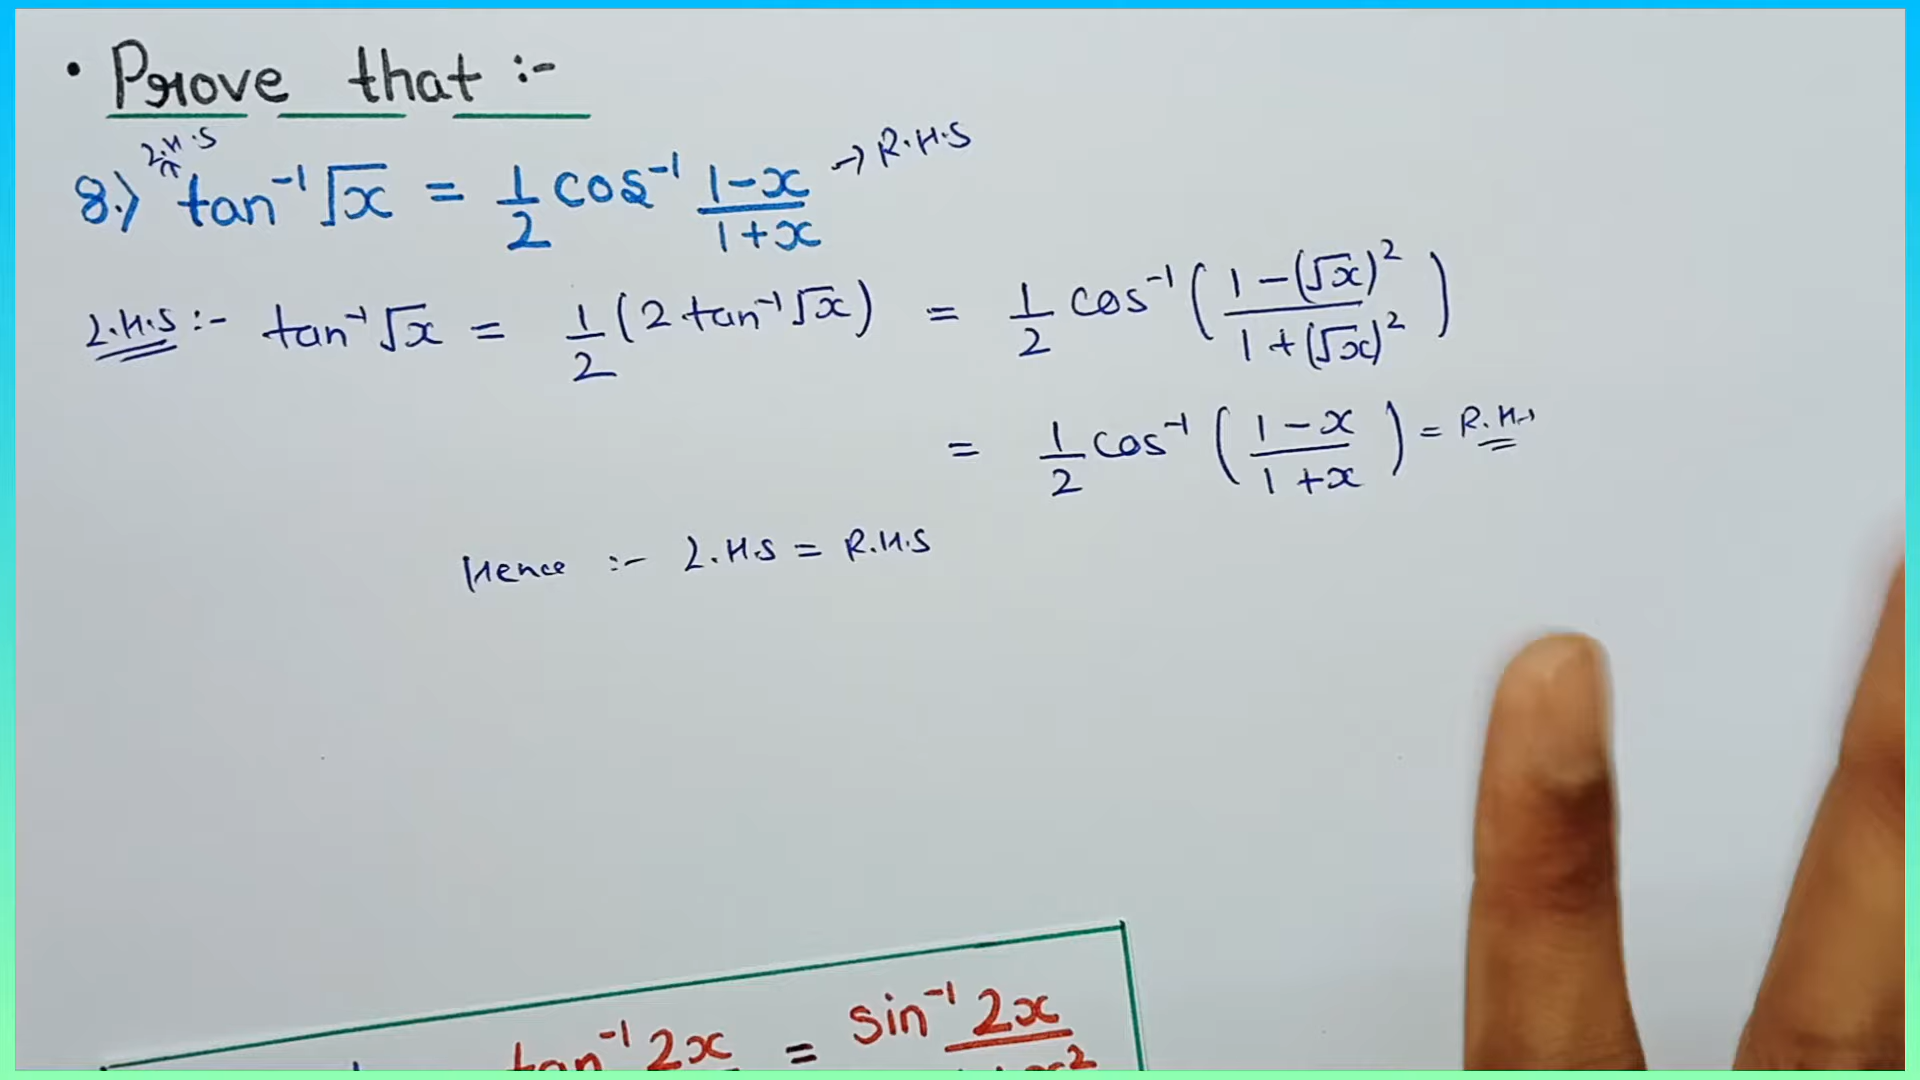 • Prove that :-
L.H.S
→ R.H.S
8.) tan⁻¹√x = 1/2 cos⁻¹ (1-x)/(1+x)
L.H.S :- tan⁻¹√x = 1/2 (2 tan⁻¹√x) = 1/2 cos⁻¹ ((1-(√x)²)/(1+(√x)²))
= 1/2 cos⁻¹ ((1-x)/(1+x)) = R.H.S
Hence :- L.H.S = R.H.S
tan⁻¹ 2x = sin⁻¹ 2x